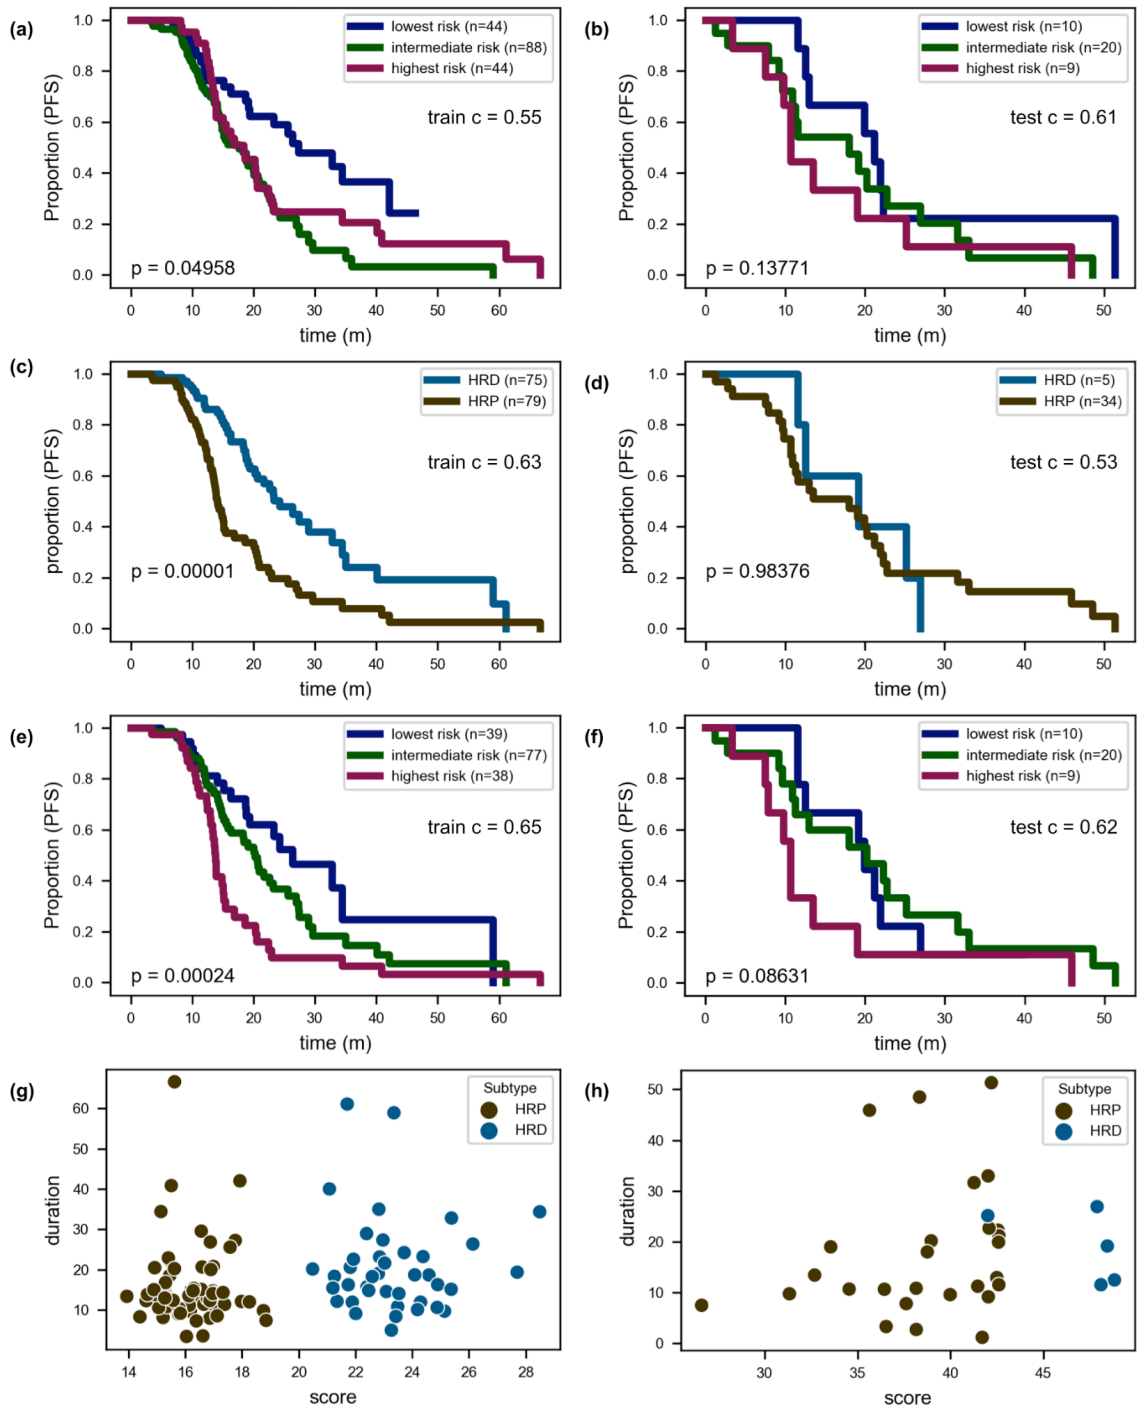 (a)
lowest risk (n=44)
intermediate risk (n=88)
highest risk (n=44)
train c = 0.55
p = 0.04958
Proportion (PFS)
1.0
0.8
0.6
0.4
0.2
0.0
0 10 20 30 40 50 60
time (m)
(b)
lowest risk (n=10)
intermediate risk (n=20)
highest risk (n=9)
test c = 0.61
p = 0.13771
Proportion (PFS)
1.0
0.8
0.6
0.4
0.2
0.0
0 10 20 30 40 50
time (m)
(c)
HRD (n=75)
HRP (n=79)
train c = 0.63
p = 0.00001
proportion (PFS)
1.0
0.8
0.6
0.4
0.2
0.0
0 10 20 30 40 50 60
time (m)
(d)
HRD (n=5)
HRP (n=34)
test c = 0.53
p = 0.98376
proportion (PFS)
1.0
0.8
0.6
0.4
0.2
0.0
0 10 20 30 40 50
time (m)
(e)
lowest risk (n=39)
intermediate risk (n=77)
highest risk (n=38)
train c = 0.65
p = 0.00024
Proportion (PFS)
1.0
0.8
0.6
0.4
0.2
0.0
0 10 20 30 40 50 60
time (m)
(f)
lowest risk (n=10)
intermediate risk (n=20)
highest risk (n=9)
test c = 0.62
p = 0.08631
Proportion (PFS)
1.0
0.8
0.6
0.4
0.2
0.0
0 10 20 30 40 50
time (m)
(g)
Subtype
HRP
HRD
duration
60
50
40
30
20
10
14 16 18 20 22 24 26 28
score
(h)
Subtype
HRP
HRD
duration
50
40
30
20
10
0
30 35 40 45
score